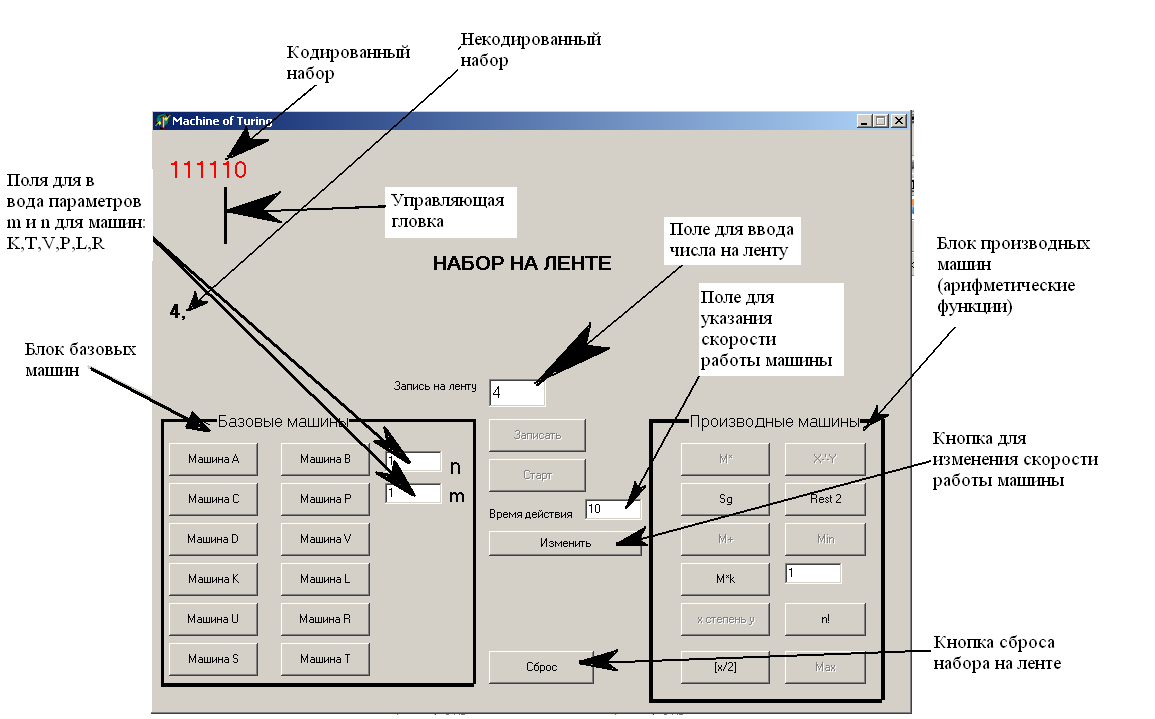 Кодированный
набор
Некодированный
набор
Machine of Turing
111110
Поля для в
вода параметров
m и n для машин:
K,T,V,P,L,R
Управляющая
гловка
Поле для ввода
числа на ленту
Блок производных
машин
(арифметические
функции)
НАБОР НА ЛЕНТЕ
Поле для
указания
скорости
работы машины
4,
Блок базовых
машин
Запись на ленту
4
Базовые машины
Производные машины
Записать
Старт
Время действия
10
Изменить
Сброс
Машина A
Машина B
1
n
Машина C
Машина P
1
m
Машина D
Машина V
Машина K
Машина L
Машина U
Машина R
Машина S
Машина T
M*
X-'Y
Sg
Rest 2
M+
Min
M*k
1
x степень y
n!
[x/2]
Max
Кнопка для
изменения скорости
работы машины
Кнопка сброса
набора на ленте